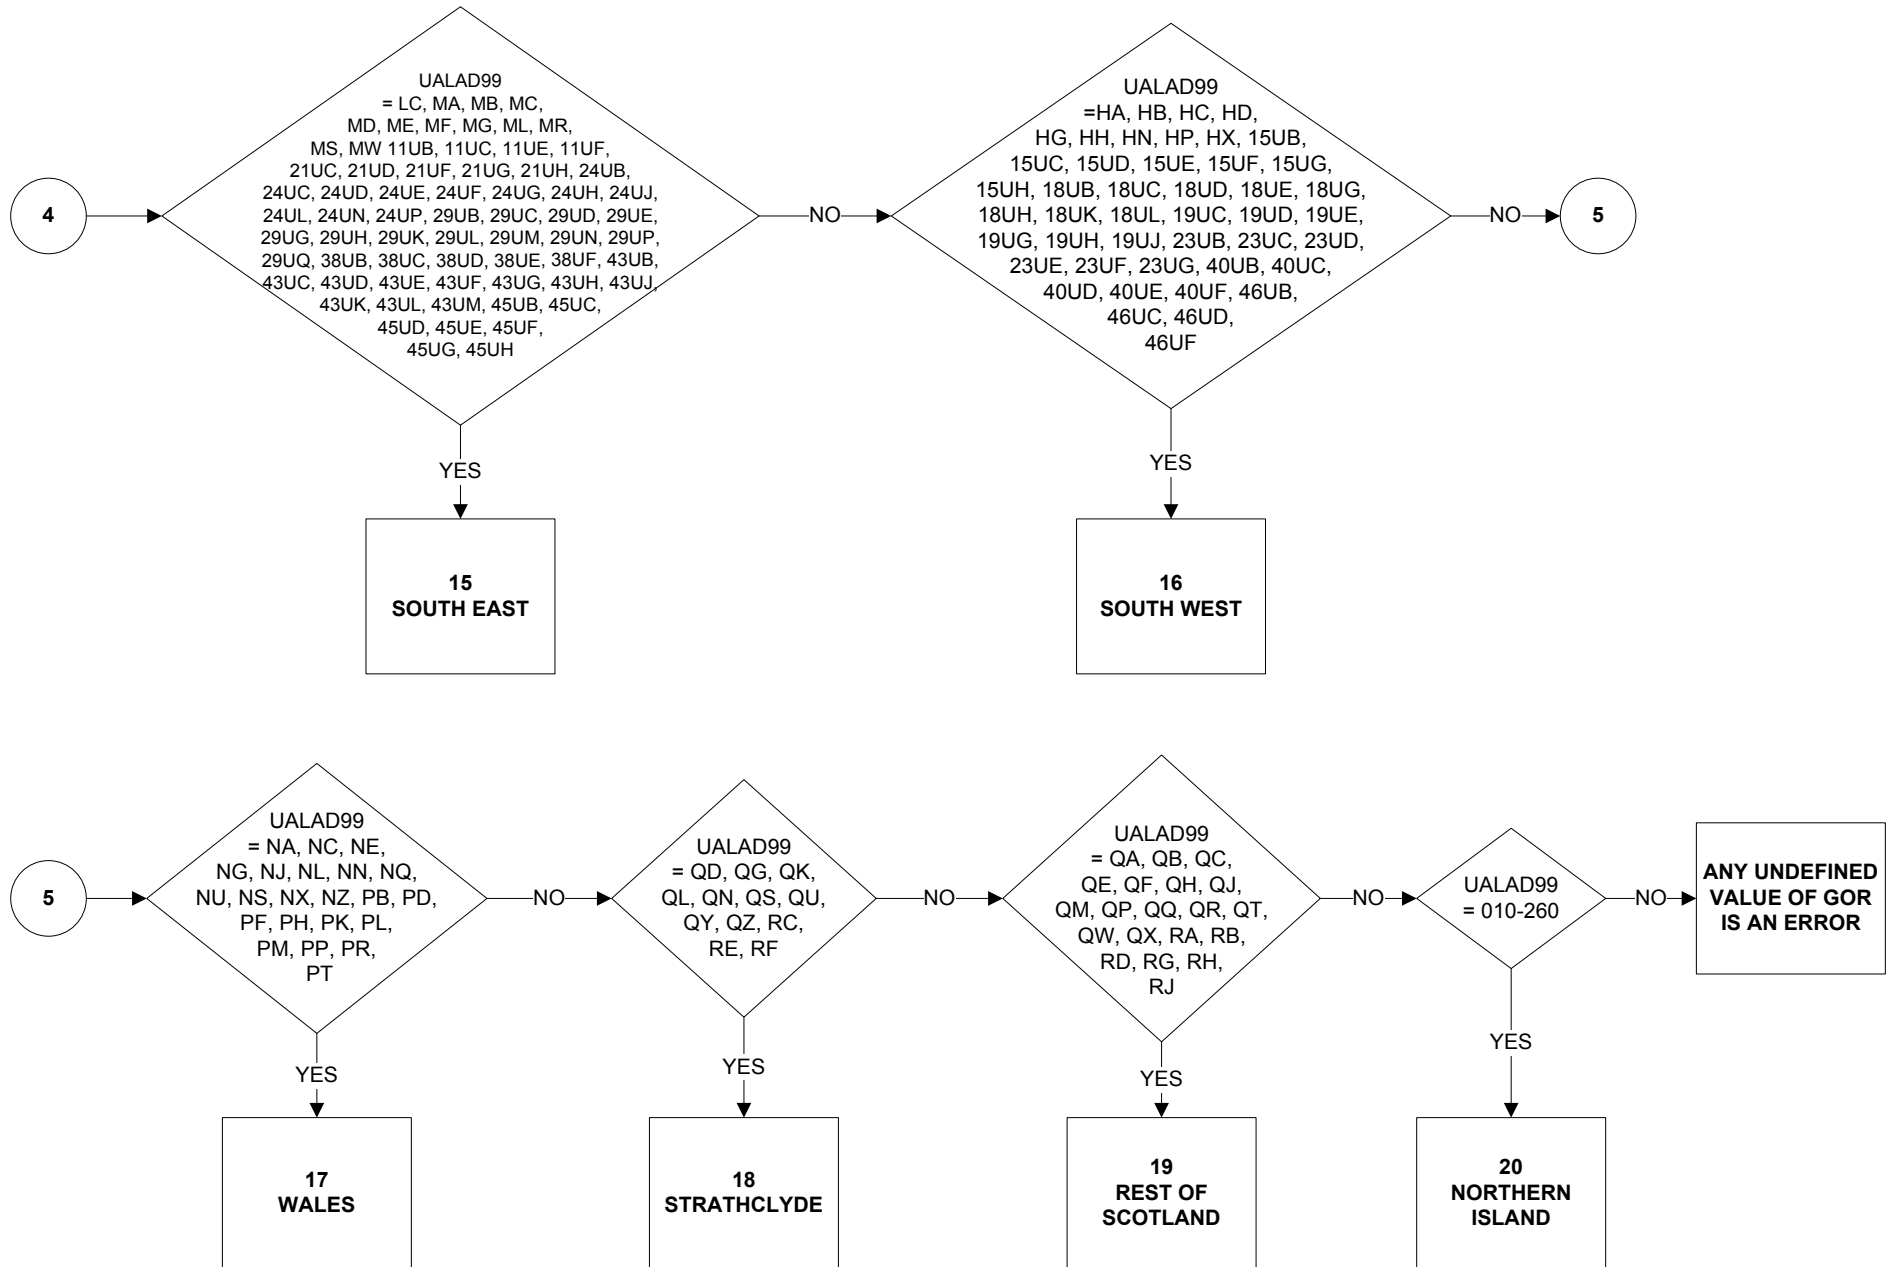 4
UALAD99
= LC, MA, MB, MC,
MD, ME, MF, MG, ML, MR,
MS, MW 11UB, 11UC, 11UE, 11UF,
21UC, 21UD, 21UF, 21UG, 21UH, 24UB,
24UC, 24UD, 24UE, 24UF, 24UG, 24UH, 24UJ,
24UL, 24UN, 24UP, 29UB, 29UC, 29UD, 29UE,
29UG, 29UH, 29UK, 29UL, 29UM, 29UN, 29UP,
29UQ, 38UB, 38UC, 38UD, 38UE, 38UF, 43UB,
43UC, 43UD, 43UE, 43UF, 43UG, 43UH, 43UJ,
43UK, 43UL, 43UM, 45UB, 45UC,
45UD, 45UE, 45UF,
45UG, 45UH
NO
UALAD99
=HA, HB, HC, HD,
HG, HH, HN, HP, HX, 15UB,
15UC, 15UD, 15UE, 15UF, 15UG,
15UH, 18UB, 18UC, 18UD, 18UE, 18UG,
18UH, 18UK, 18UL, 19UC, 19UD, 19UE,
19UG, 19UH, 19UJ, 23UB, 23UC, 23UD,
23UE, 23UF, 23UG, 40UB, 40UC,
40UD, 40UE, 40UF, 46UB,
46UC, 46UD,
46UF
NO
5
YES
YES
15
SOUTH EAST
16
SOUTH WEST
5
UALAD99
= NA, NC, NE,
NG, NJ, NL, NN, NQ,
NU, NS, NX, NZ, PB, PD,
PF, PH, PK, PL,
PM, PP, PR,
PT
NO
UALAD99
= QD, QG, QK,
QL, QN, QS, QU,
QY, QZ, RC,
RE, RF
NO
UALAD99
= QA, QB, QC,
QE, QF, QH, QJ,
QM, QP, QQ, QR, QT,
QW, QX, RA, RB,
RD, RG, RH,
RJ
NO
UALAD99
= 010-260
NO
ANY UNDEFINED
VALUE OF GOR
IS AN ERROR
YES
YES
YES
YES
17
WALES
18
STRATHCLYDE
19
REST OF
SCOTLAND
20
NORTHERN
ISLAND